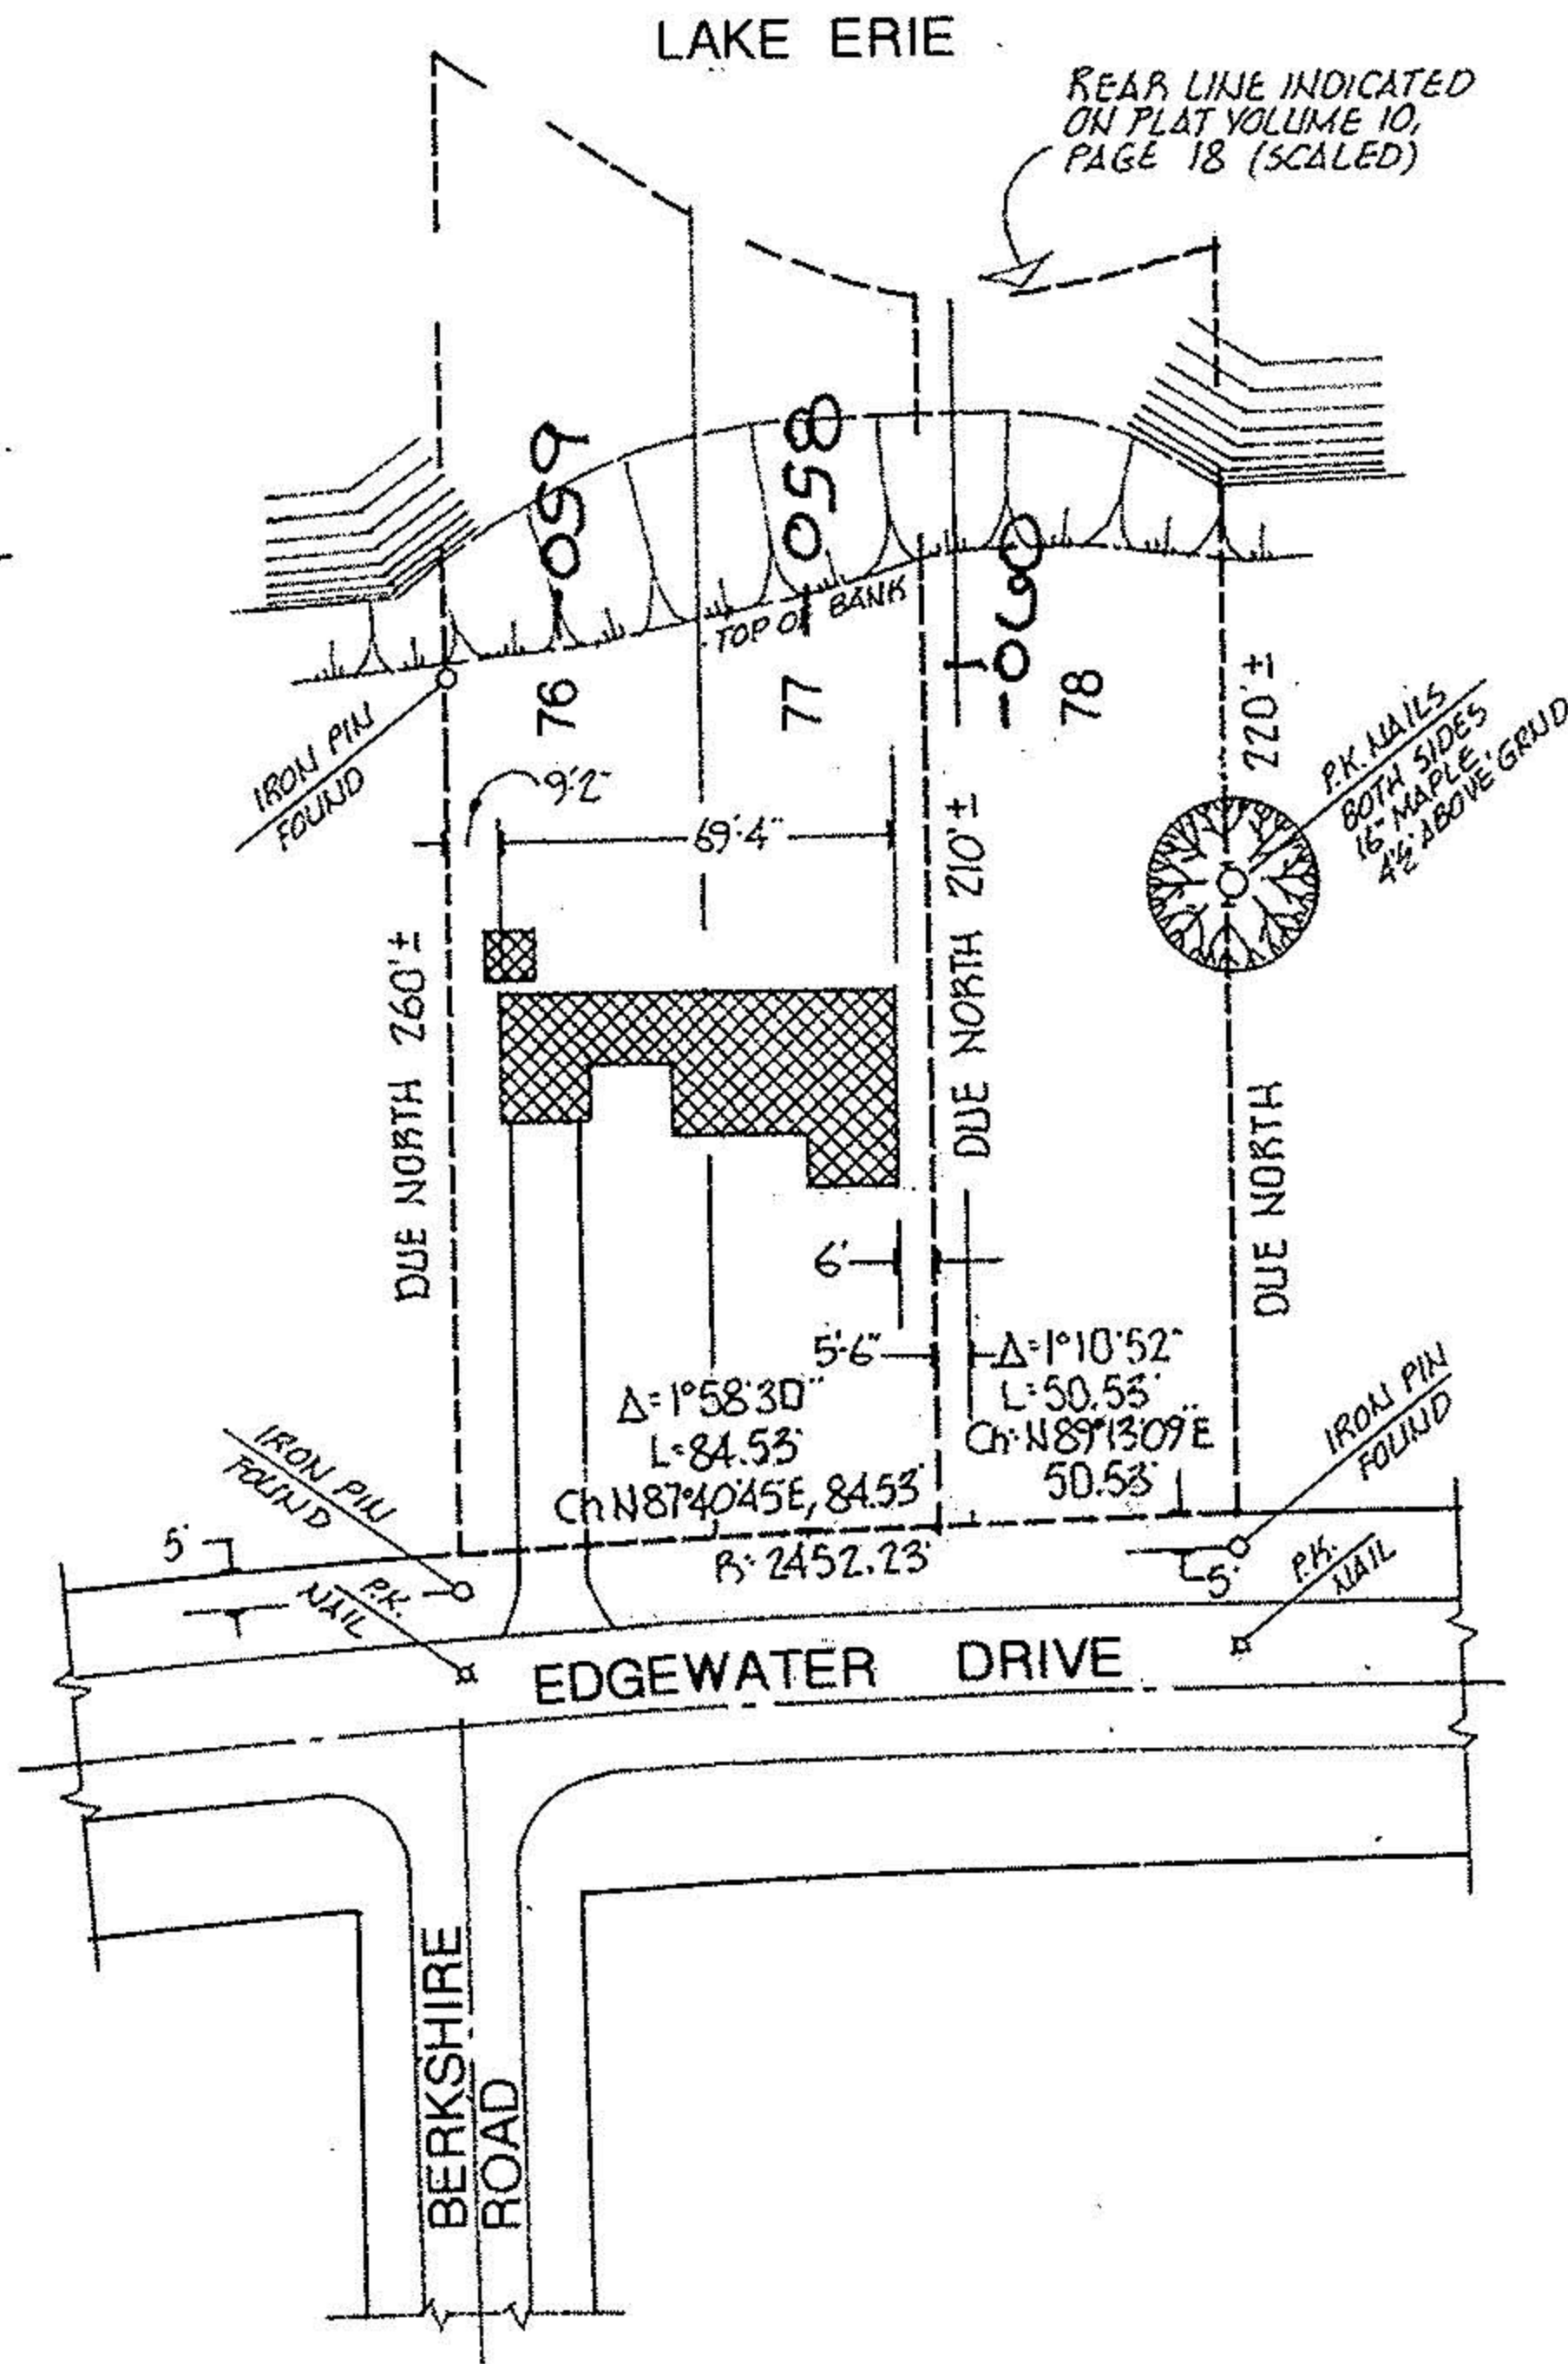 LAKE ERIE
REAR LINE INDICATED
ON PLAT VOLUME 10,
PAGE 18 (SCALED)
-059
-058
-060
TOP OF BANK
76
77
78
IRON PIN
FOUND
9'-2"
69'-4"
220'±
P.K. NAILS
BOTH SIDES
16" MAPLE,
4½' ABOVE GRND
DUE NORTH 260'±
DUE NORTH 210'±
DUE NORTH
6'
5'-6"
Δ=1°58'30"
L=84.53'
Ch N87°40'45"E, 84.53'
Δ=1°10'52"
L=50.53'
Ch=N89°13'09"E
50.53'
R=2452.23'
IRON PIN
FOUND
IRON PIN
FOUND
5'
P.K.
NAIL
5'
P.K.
NAIL
EDGEWATER DRIVE
BERKSHIRE
ROAD